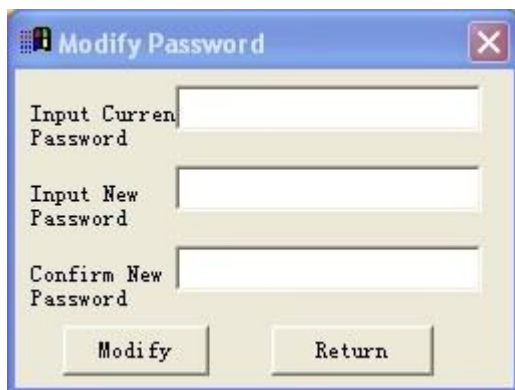 Modify Password
Input Curren
Password
Input New
Password
Confirm New
Password
Modify
Return